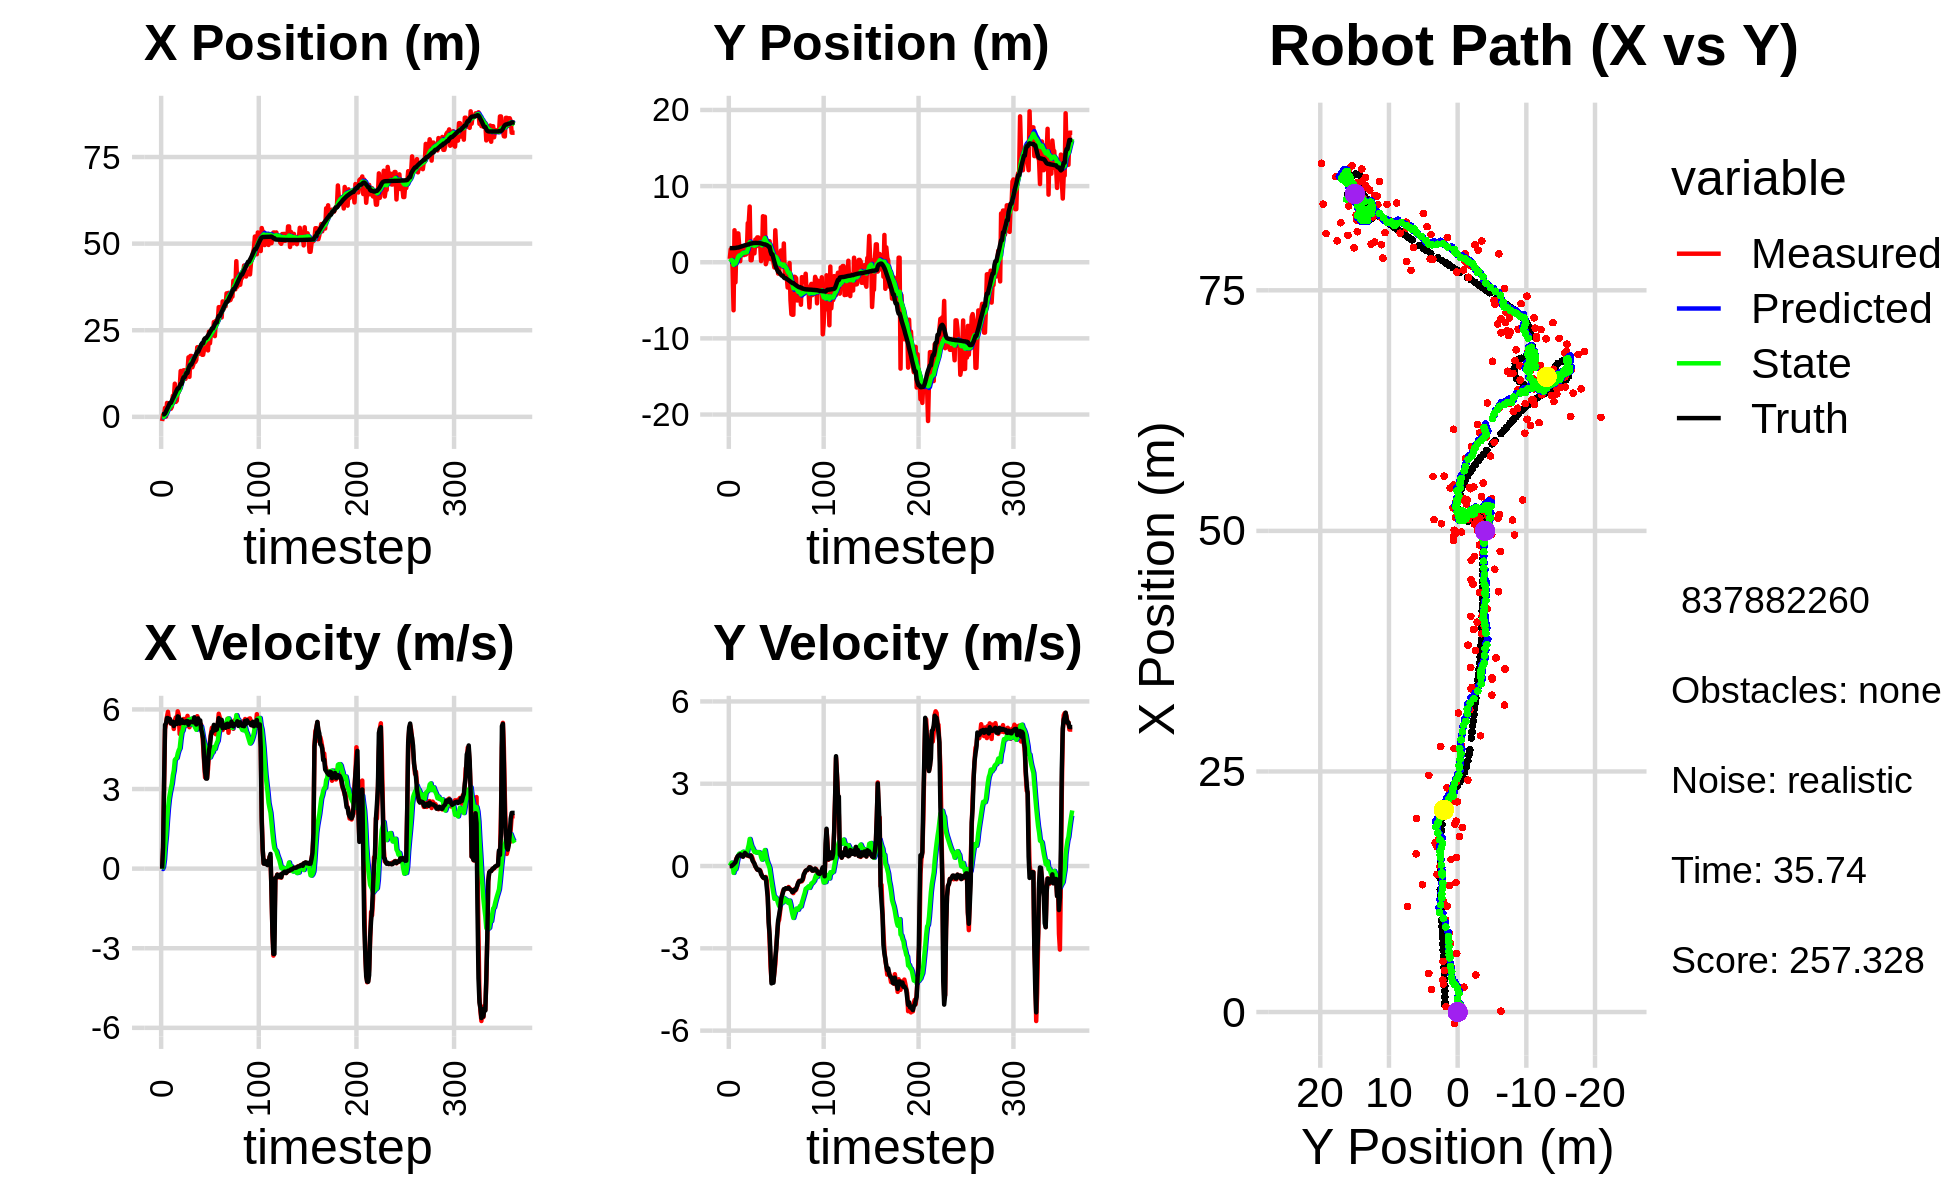 X Position (m)
75
50
25
0
0
100
200
300
timestep
Y Position (m)
20
10
0
-10
-20
0
100
200
300
timestep
X Velocity (m/s)
6
3
0
-3
-6
0
100
200
300
timestep
Y Velocity (m/s)
6
3
0
-3
-6
0
100
200
300
timestep
Robot Path (X vs Y)
X Position (m)
75
50
25
0
20 10 0 -10 -20
Y Position (m)
variable
Measured
Predicted
State
Truth
837882260
Obstacles: none
Noise: realistic
Time: 35.74
Score: 257.328